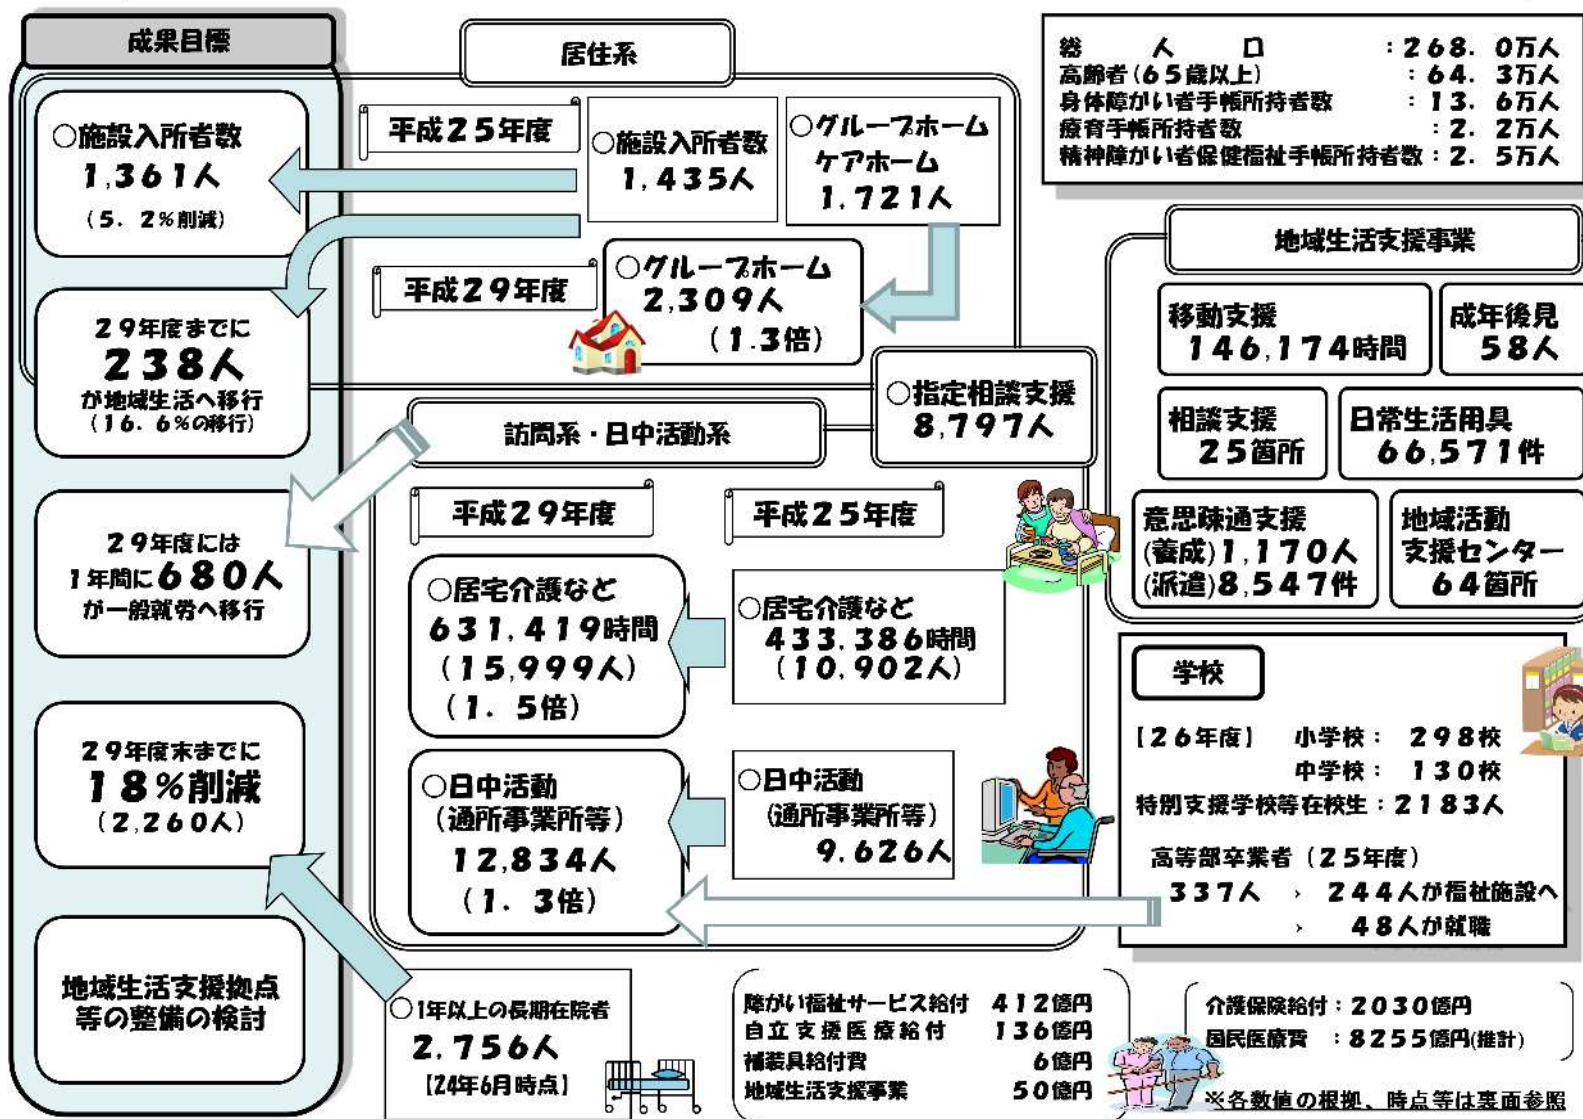 成果目標
○施設入所者数
1,361人
(5.2%削減)
29年度までに
238人
が地域生活へ移行
(16.6%の移行)
29年度には
1年間に680人
が一般就労へ移行
29年度末までに
18%削減
(2,260人)
地域生活支援拠点
等の整備の検討
居住系
平成25年度
○施設入所者数
1,435人
○グループホーム
ケアホーム
1.721人
平成29年度
○グループホーム
2,309人
(1.3倍)
○指定相談支援
8,797人
訪問系・日中活動系
平成29年度
平成25年度
○居宅介護など
631,419時間
(15,999人)
(1.5倍)
○居宅介護など
433.386時間
(10,902人)
○日中活動
(通所事業所等)
12,834人
(1.3倍)
○日中活動
(通所事業所等)
9.626人
○1年以上の長期在院者
2.756人
【24年6月時点】
総人口:268.0万人
高齢者(65歳以上):64.3万人
身体障がい者手帳所持者数:13.6万人
療育手帳所持者数:2.2万人
精神障がい者保健福祉手帳所持者数:2.5万人
地域生活支援事業
移動支援
146,174時間
成年後見
58人
相談支援
25箇所
日常生活用具
66,571件
意思疎通支援
(養成)1,170人
(派遣)8,547件
地域活動
支援センター
64箇所
学校
【26年度】 小学校: 298校
中学校: 130校
特別支援学校等在校生:2183人
高等部卒業者(25年度)
337人 › 244人が福祉施設へ
› 48人が就職
障がい福祉サービス給付 412億円
自立支援医療給付 136億円
補装具給付費 6億円
地域生活支援事業 50億円
介護保険給付:2030億円
国民医療費 :8255億円(推計)
※各数値の根拠、時点等は裏面参照